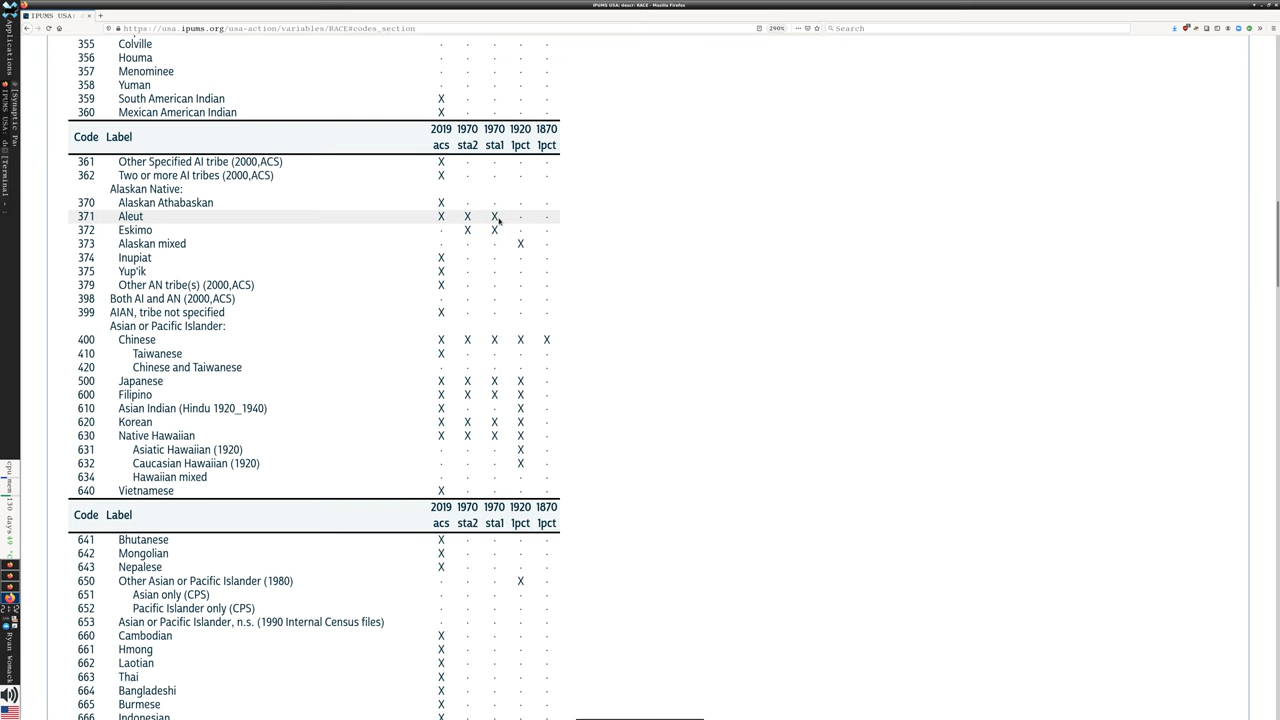 IPUMS USA: descr: RACE - Mozilla Firefox
IPUMS USA:
https://usa.ipums.org/usa-action/variables/RACE#codes_section
290%
Search
Applications
Ryan Womack
355 Colville . . . . .
356 Houma . . . . .
357 Menominee . . . . .
358 Yuman . . . . .
359 South American Indian X . . . .
360 Mexican American Indian X . . . .
Code Label 2019 acs 1970 sta2 1970 sta1 1920 1pct 1870 1pct
361 Other Specified AI tribe (2000,ACS) X . . . .
362 Two or more AI tribes (2000,ACS) X . . . .
Alaskan Native:
370 Alaskan Athabaskan X . . . .
371 Aleut X X X . .
372 Eskimo . X X . .
373 Alaskan mixed . . . X .
374 Inupiat X . . . .
375 Yup'ik X . . . .
379 Other AN tribe(s) (2000,ACS) X . . . .
398 Both AI and AN (2000,ACS) . . . . .
399 AIAN, tribe not specified X . . . .
Asian or Pacific Islander:
400 Chinese X X X X X
410 Taiwanese X . . . .
420 Chinese and Taiwanese . . . . .
500 Japanese X X X X .
600 Filipino X X X X .
610 Asian Indian (Hindu 1920_1940) X . . X .
620 Korean X X X X .
630 Native Hawaiian X X X X .
631 Asiatic Hawaiian (1920) . . . X .
632 Caucasian Hawaiian (1920) . . . X .
634 Hawaiian mixed . . . . .
640 Vietnamese X . . . .
Code Label 2019 acs 1970 sta2 1970 sta1 1920 1pct 1870 1pct
641 Bhutanese X . . . .
642 Mongolian X . . . .
643 Nepalese X . . . .
650 Other Asian or Pacific Islander (1980) . . . X .
651 Asian only (CPS) . . . . .
652 Pacific Islander only (CPS) . . . . .
653 Asian or Pacific Islander, n.s. (1990 Internal Census files) . . . . .
660 Cambodian X . . . .
661 Hmong X . . . .
662 Laotian X . . . .
663 Thai X . . . .
664 Bangladeshi X . . . .
665 Burmese X . . . .
666 Indonesian X . . . .